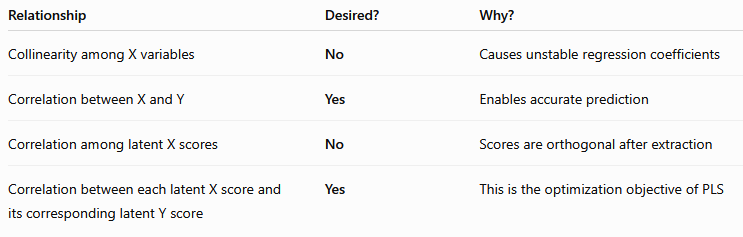 Relationship Desired? Why?
Collinearity among X variables No Causes unstable regression coefficients
Correlation between X and Y Yes Enables accurate prediction
Correlation among latent X scores No Scores are orthogonal after extraction
Correlation between each latent X score and Yes This is the optimization objective of PLS
its corresponding latent Y score